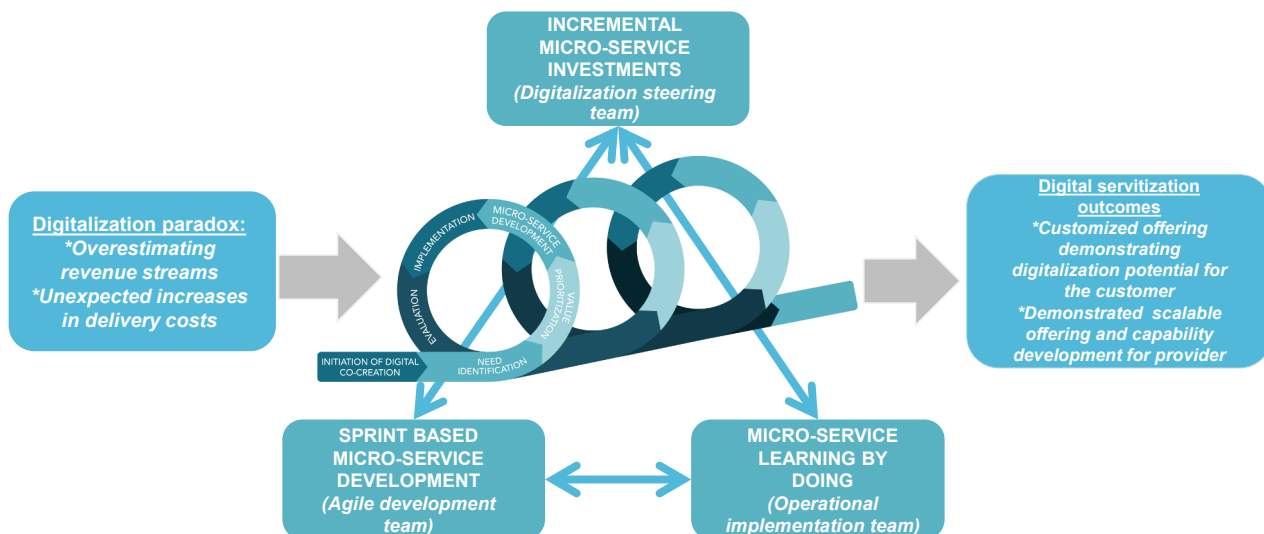 INCREMENTAL
MICRO-SERVICE
INVESTMENTS
(Digitalization steering
team)
Digitalization paradox:
*Overestimating
revenue streams
*Unexpected increases
in delivery costs
IMPLEMENTATION
MICRO-SERVICE
DEVELOPMENT
VALUE
PRIORITIZATION
EVALUATION
NEED
IDENTIFICATION
INITIATION OF DIGITAL
CO-CREATION
Digital servitization
outcomes
*Customized offering
demonstrating
digitalization potential for
the customer
*Demonstrated scalable
offering and capability
development for provider
SPRINT BASED
MICRO-SERVICE
DEVELOPMENT
(Agile development
team)
MICRO-SERVICE
LEARNING BY
DOING
(Operational
implementation team)